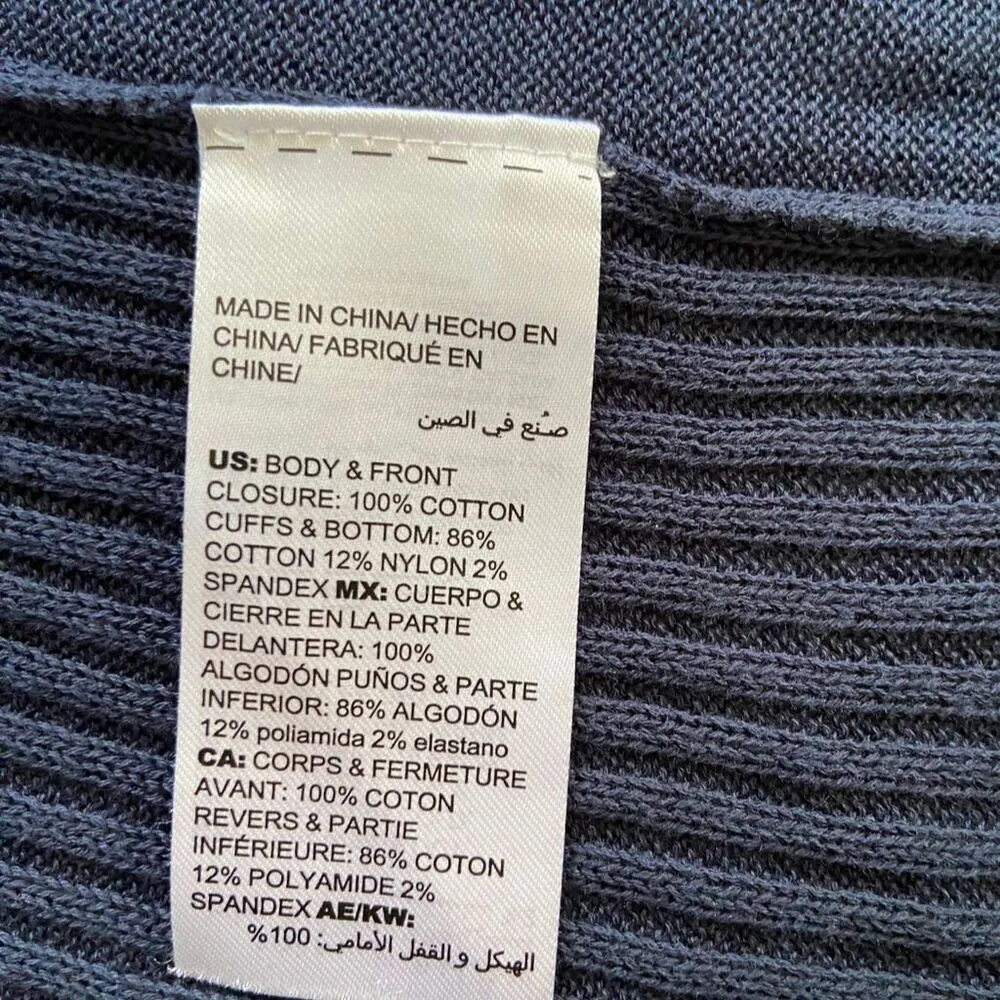 MADE IN CHINA/ HECHO EN
CHINA/ FABRIQUÉ EN
CHINE/
صُنع في الصين
US: BODY & FRONT
CLOSURE: 100% COTTON
CUFFS & BOTTOM: 86%
COTTON 12% NYLON 2%
SPANDEX MX: CUERPO &
CIERRE EN LA PARTE
DELANTERA: 100%
ALGODÓN PUÑOS & PARTE
INFERIOR: 86% ALGODÓN
12% poliamida 2% elastano
CA: CORPS & FERMETURE
AVANT: 100% COTON
REVERS & PARTIE
INFÉRIEURE: 86% COTON
12% POLYAMIDE 2%
SPANDEX AE/KW:
الهيكل و القفل الأمامي: 100%